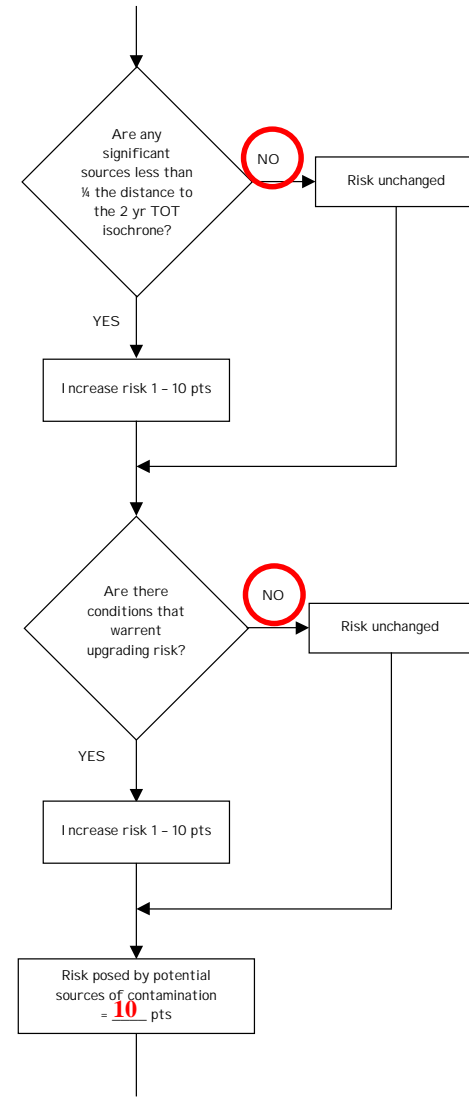 Are any
significant
sources less than
¼ the distance to
the 2 yr TOT
isochrone?
NO
Risk unchanged
YES
Increase risk 1 – 10 pts
Are there
conditions that
warrent
upgrading risk?
NO
Risk unchanged
YES
Increase risk 1 – 10 pts
Risk posed by potential
sources of contamination
= 10 pts